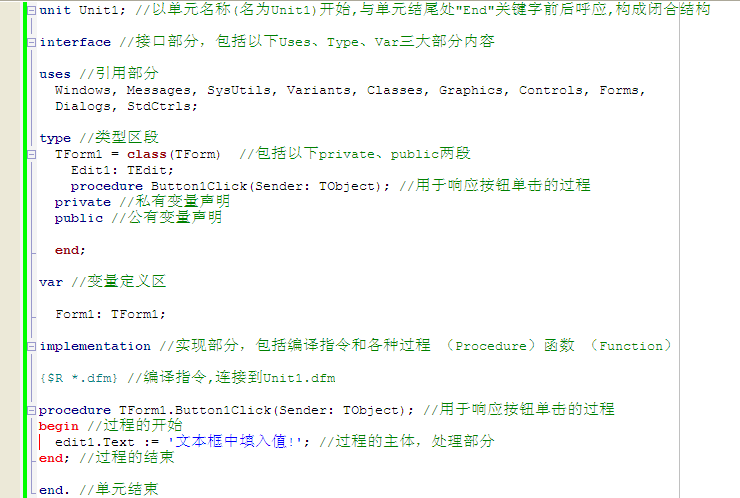 unit Unit1; //以单元名称(名为Unit1)开始,与单元结尾处"End"关键字前后呼应,构成闭合结构
interface //接口部分，包括以下Uses、Type、Var三大部分内容
uses //引用部分
Windows, Messages, SysUtils, Variants, Classes, Graphics, Controls, Forms,
Dialogs, StdCtrls;
type //类型区段
TForm1 = class(TForm)  //包括以下private、public两段
Edit1: TEdit;
procedure Button1Click(Sender: TObject); //用于响应按钮单击的过程
private //私有变量声明
public //公有变量声明
end;
var //变量定义区
Form1: TForm1;
implementation //实现部分，包括编译指令和各种过程 （Procedure）函数 （Function）
{$R *.dfm} //编译指令,连接到Unit1.dfm
procedure TForm1.Button1Click(Sender: TObject); //用于响应按钮单击的过程
begin //过程的开始
edit1.Text := '文本框中填入值!'; //过程的主体，处理部分
end; //过程的结束
end. //单元结束